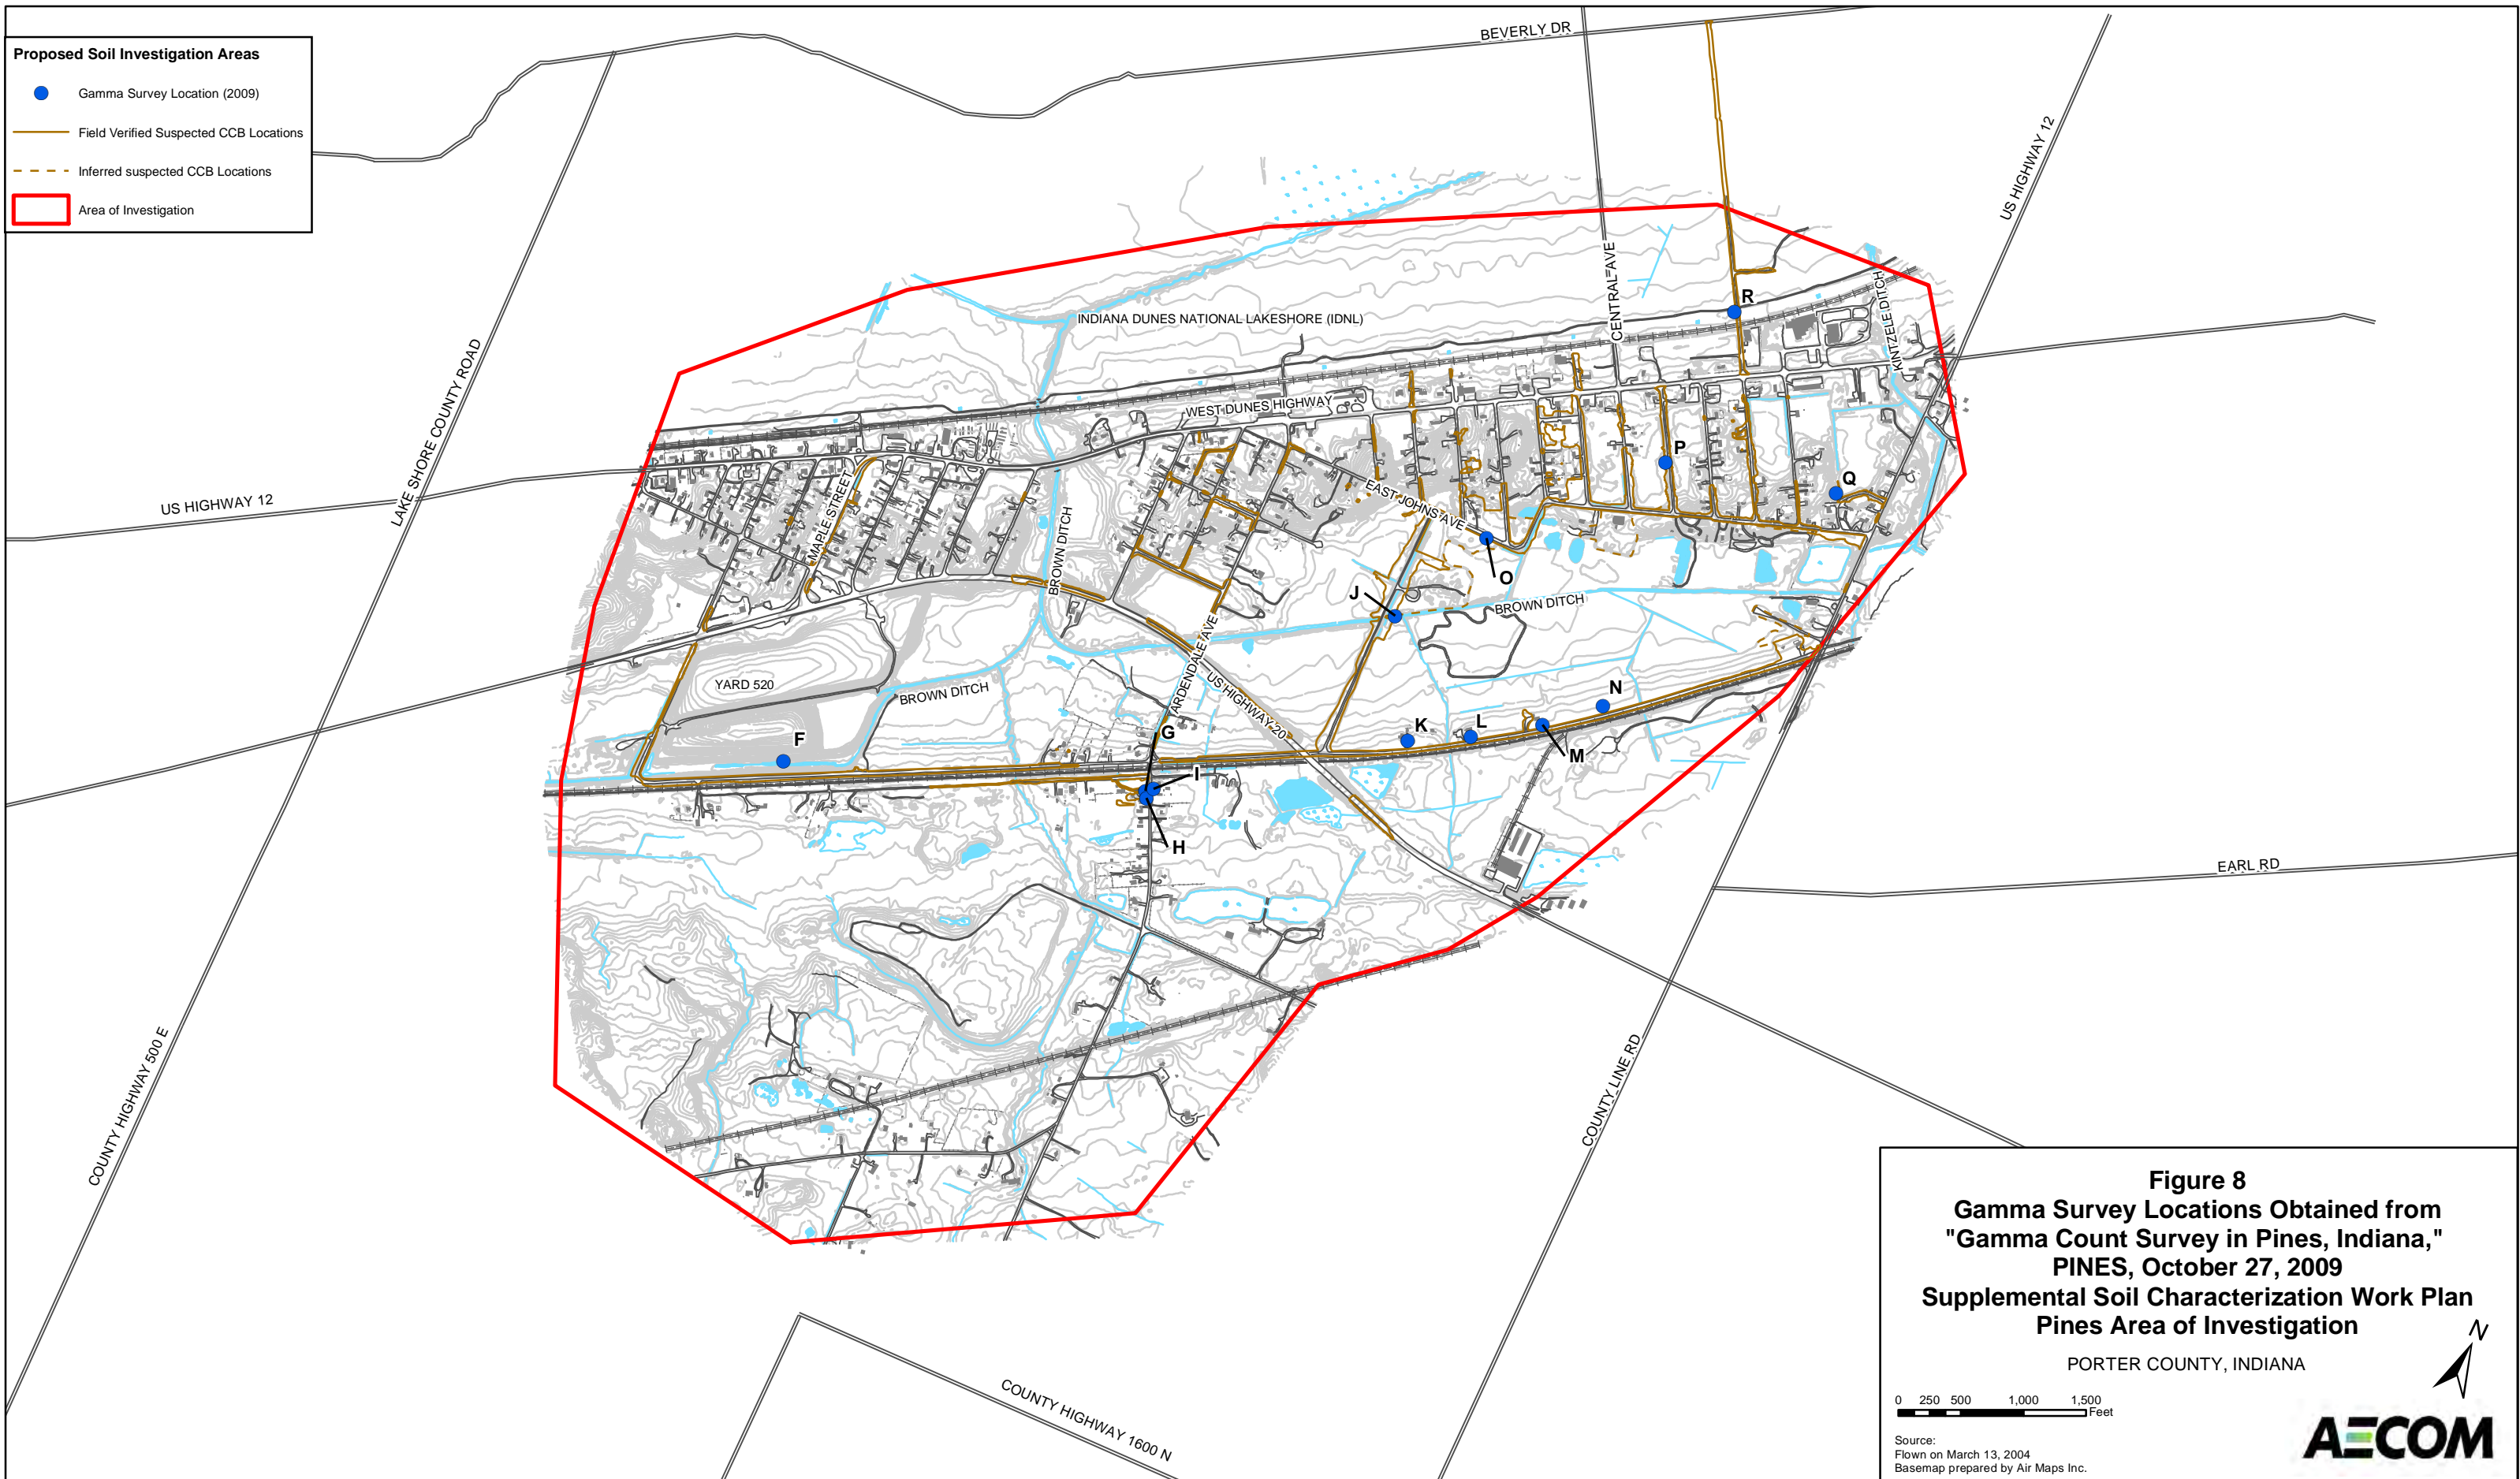 Proposed Soil Investigation Areas
Gamma Survey Location (2009)
Field Verified Suspected CCB Locations
Inferred suspected CCB Locations
Area of Investigation
BEVERLY DR
US HIGHWAY 12
CENTRAL AVE
KINTZELE DITCH
R
INDIANA DUNES NATIONAL LAKESHORE (IDNL)
LAKE SHORE COUNTY ROAD
WEST DUNES HIGHWAY
P
Q
US HIGHWAY 12
MAPLE STREET
EAST JOHNS AVE
BROWN DITCH
O
J
BROWN DITCH
ARDENDALE AVE
YARD 520
BROWN DITCH
US HIGHWAY 20
N
K
L
M
F
G
I
H
EARL RD
COUNTY HIGHWAY 500 E
COUNTY LINE RD
COUNTY HIGHWAY 1600 N
Figure 8
Gamma Survey Locations Obtained from
"Gamma Count Survey in Pines, Indiana,"
PINES, October 27, 2009
Supplemental Soil Characterization Work Plan
Pines Area of Investigation
N
PORTER COUNTY, INDIANA
0 250 500 1,000 1,500
Feet
Source:
Flown on March 13, 2004
Basemap prepared by Air Maps Inc.
AECOM